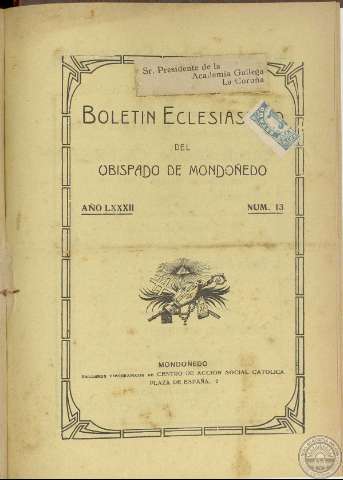 Sr. Presidente de la
Academia Gallega
La Coruña
BOLETIN ECLESIAS
DEL
OBISPADO DE MONDOÑEDO
AÑO LXXXII
NUM. 13
MONDOÑEDO
CENTRO DE ACCION SOCIAL CATOLICA
PLAZA DE ESPAÑA,